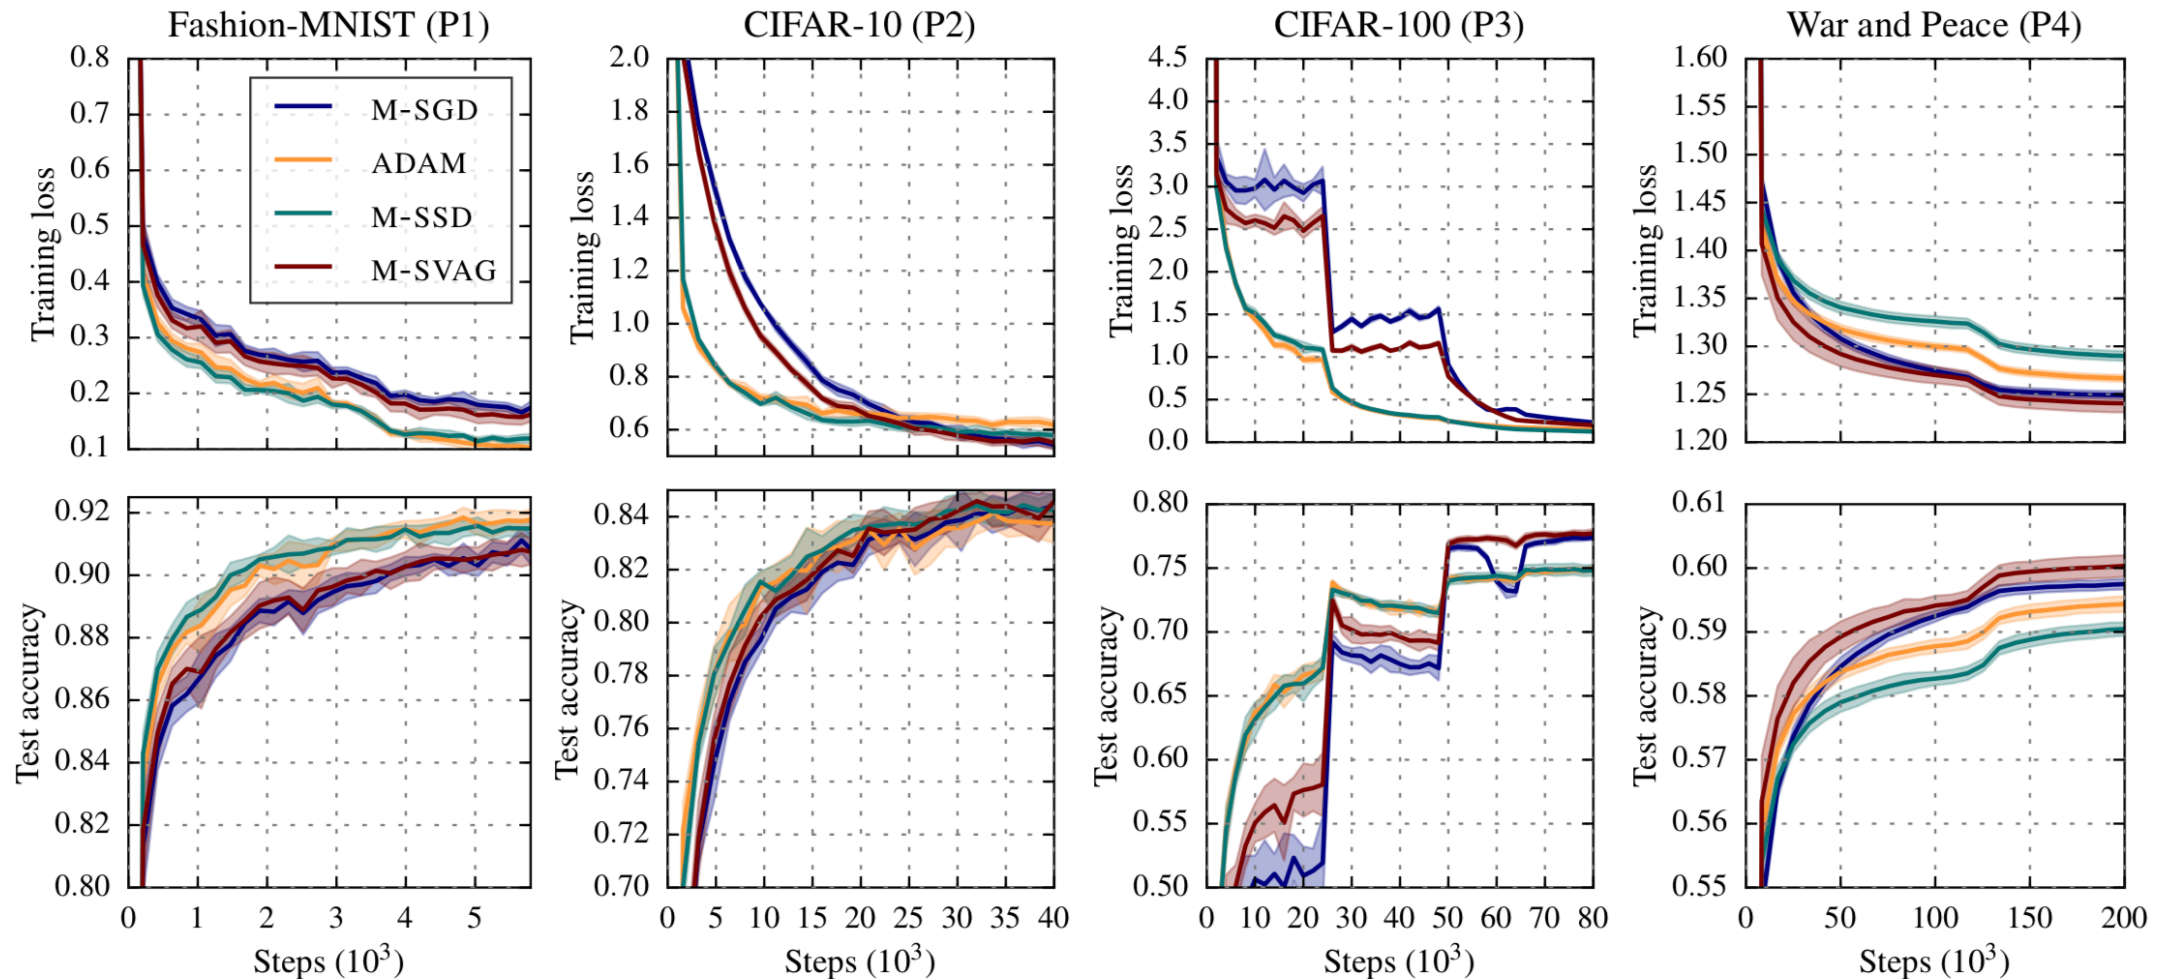 Fashion-MNIST (P1)
CIFAR-10 (P2)
CIFAR-100 (P3)
War and Peace (P4)
Training loss
0.8
0.7
0.6
0.5
0.4
0.3
0.2
0.1
M-SGD
ADAM
M-SSD
M-SVAG
Training loss
2.0
1.8
1.6
1.4
1.2
1.0
0.8
0.6
Training loss
4.5
4.0
3.5
3.0
2.5
2.0
1.5
1.0
0.5
0.0
Training loss
1.60
1.55
1.50
1.45
1.40
1.35
1.30
1.25
1.20
Test accuracy
0.92
0.90
0.88
0.86
0.84
0.82
0.80
0 1 2 3 4 5
Steps (10³)
Test accuracy
0.84
0.82
0.80
0.78
0.76
0.74
0.72
0.70
0 5 10 15 20 25 30 35 40
Steps (10³)
Test accuracy
0.80
0.75
0.70
0.65
0.60
0.55
0.50
0 10 20 30 40 50 60 70 80
Steps (10³)
Test accuracy
0.61
0.60
0.59
0.58
0.57
0.56
0.55
0 50 100 150 200
Steps (10³)